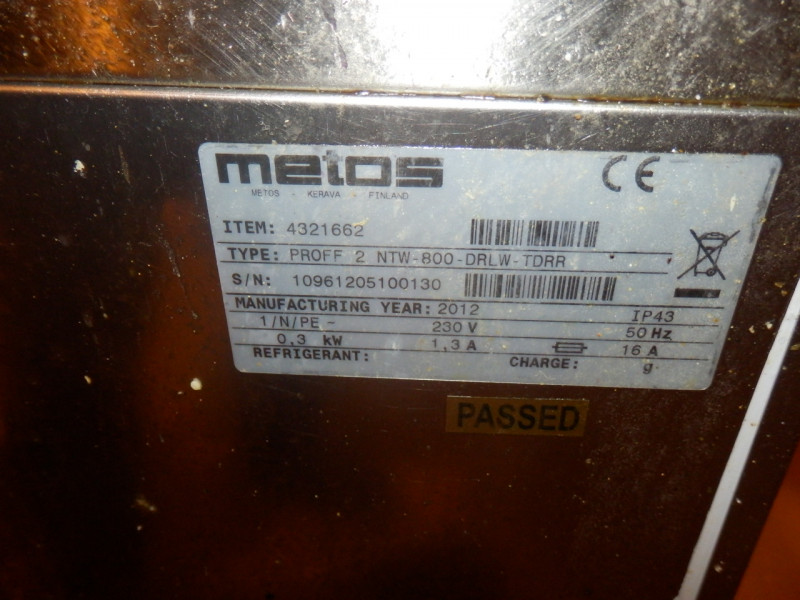 metos
METOS - KERAVA - FINLAND
CE
ITEM: 4321662
TYPE: PROFF 2 NTW-800-DRLW-TDRR
S/N: 10961205100130
MANUFACTURING YEAR: 2012 IP43
1/N/PE ~ 230 V 50 Hz
0,3 kW 1,3 A 16 A
REFRIGERANT: CHARGE: g
PASSED